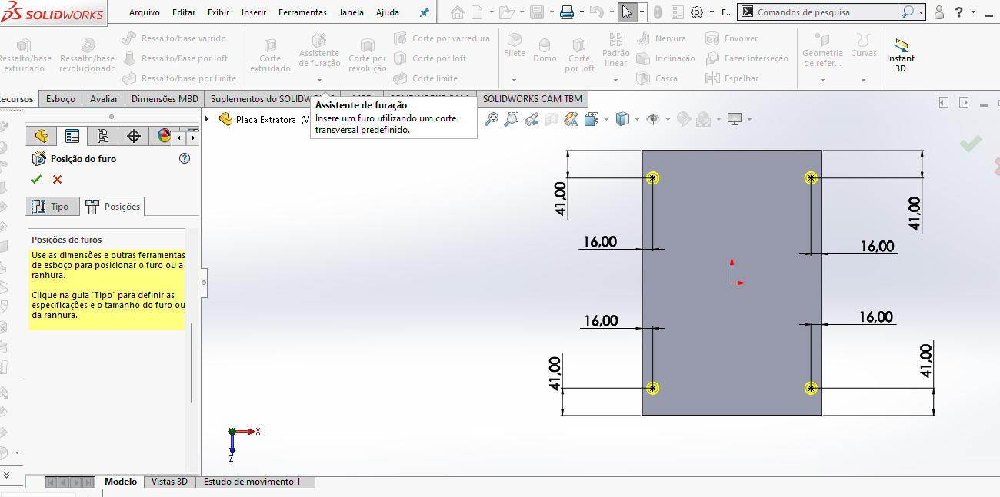 SOLIDWORKS
Arquivo Editar Exibir Inserir Ferramentas Janela Ajuda
E...
Comandos de pesquisa
?
Ressalto/base
extrudado
Ressalto/base
revolucionado
Ressalto/base varrido
Ressalto/Base por loft
Ressalto/base por limite
Corte
extrudado
Assistente
de furação
Corte por
revolução
Corte por varredura
Corte por loft
Corte limite
Filete
Domo
Corte
por loft
Padrão
linear
Nervura
Inclinação
Casca
Envolver
Fazer interseção
Espelhar
Geometria
de refer...
Curvas
Instant
3D
ecursos Esboço Avaliar Dimensões MBD Suplementos do SOLIDW SOLIDWORKS CAM TBM
Assistente de furação
Insere um furo utilizando um corte
transversal predefinido.
Placa Extratora (V
Posição do furo
?
Tipo Posições
Posições de furos
Use as dimensões e outras ferramentas
de esboço para posicionar o furo ou a
ranhura.
Clique na guia "Tipo" para definir as
especificações e o tamanho do furo ou
da ranhura.
41,00
41,00
16,00
16,00
16,00
16,00
41,00
41,00
X
Z
Modelo Vistas 3D Estudo de movimento 1